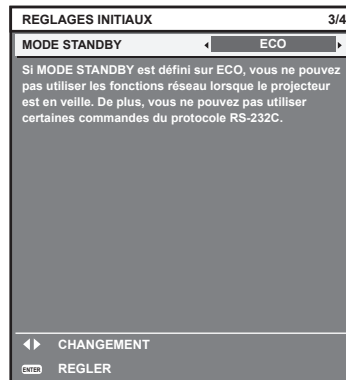 REGLAGES INITIAUX 3/4
MODE STANDBY ECO
Si MODE STANDBY est défini sur ECO, vous ne pouvez
pas utiliser les fonctions réseau lorsque le projecteur
est en veille. De plus, vous ne pouvez pas utiliser
certaines commandes du protocole RS-232C.
CHANGEMENT
ENTER REGLER